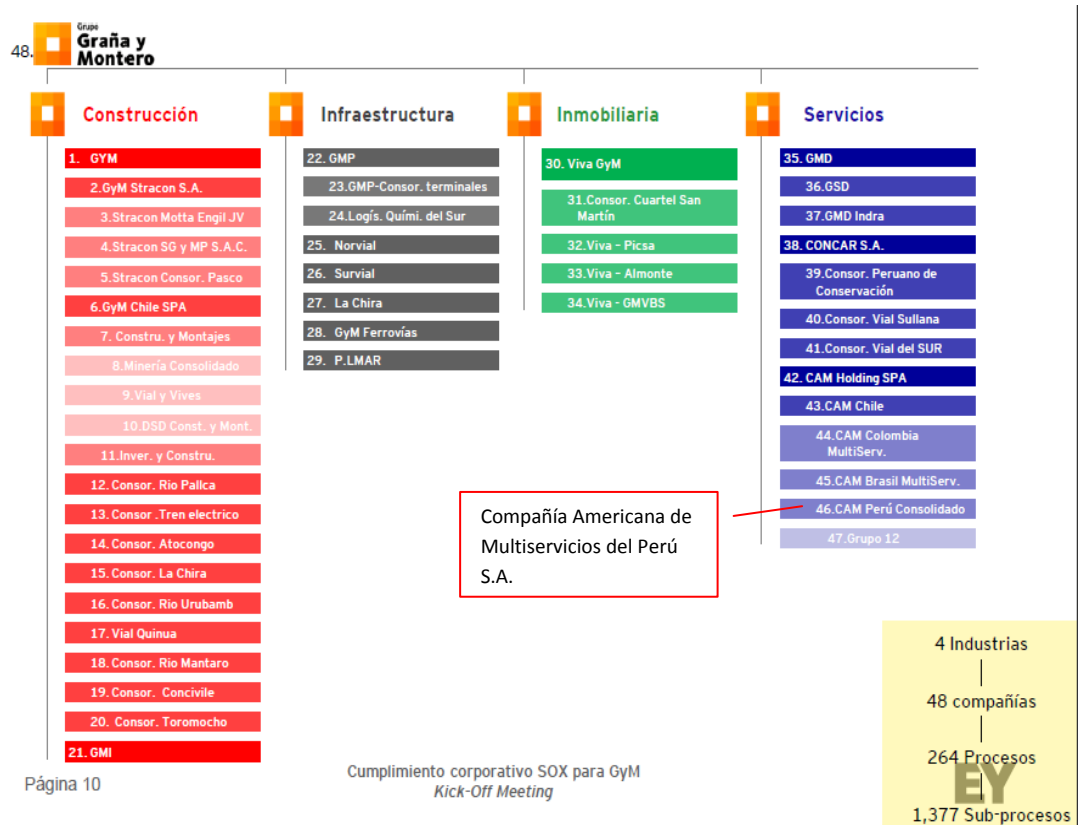 48.
Grupo
Graña y
Montero
Construcción
1. GYM
2.GyM Stracon S.A.
3.Stracon Motta Engil JV
4.Stracon SG y MP S.A.C.
5.Stracon Consor. Pasco
6.GyM Chile SPA
7. Constru. y Montajes
8.Minería Consolidado
9.Vial y Vives
10.DSD Const. y Mont.
11.Inver. y Constru.
12. Consor. Rio Pallca
13. Consor .Tren electrico
14. Consor. Atocongo
15. Consor. La Chira
16. Consor. Rio Urubamb
17. Vial Quinua
18. Consor. Rio Mantaro
19. Consor. Concivile
20. Consor. Toromocho
21. GMI
Infraestructura
22. GMP
23.GMP-Consor. terminales
24.Logís. Quími. del Sur
25. Norvial
26. Survial
27. La Chira
28. GyM Ferrovías
29. P.LMAR
Inmobiliaria
30. Viva GyM
31.Consor. Cuartel San
Martín
32.Viva – Picsa
33.Viva – Almonte
34.Viva - GMVBS
Servicios
35. GMD
36.GSD
37.GMD Indra
38. CONCAR S.A.
39.Consor. Peruano de
Conservación
40.Consor. Vial Sullana
41.Consor. Vial del SUR
42. CAM Holding SPA
43.CAM Chile
44.CAM Colombia
MultiServ.
45.CAM Brasil MultiServ.
46.CAM Perú Consolidado
47.Grupo 12
Compañía Americana de
Multiservicios del Perú
S.A.
4 Industrias
48 compañías
264 Procesos
1,377 Sub-procesos
EY
Página 10
Cumplimiento corporativo SOX para GyM
Kick-Off Meeting